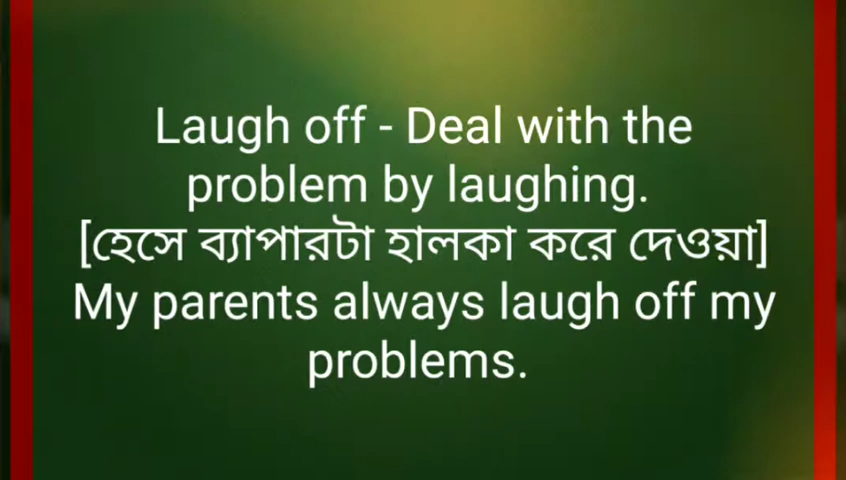 Laugh off - Deal with the
problem by laughing.
[হেসে ব্যাপারটা হালকা করে দেওয়া]
My parents always laugh off my
problems.